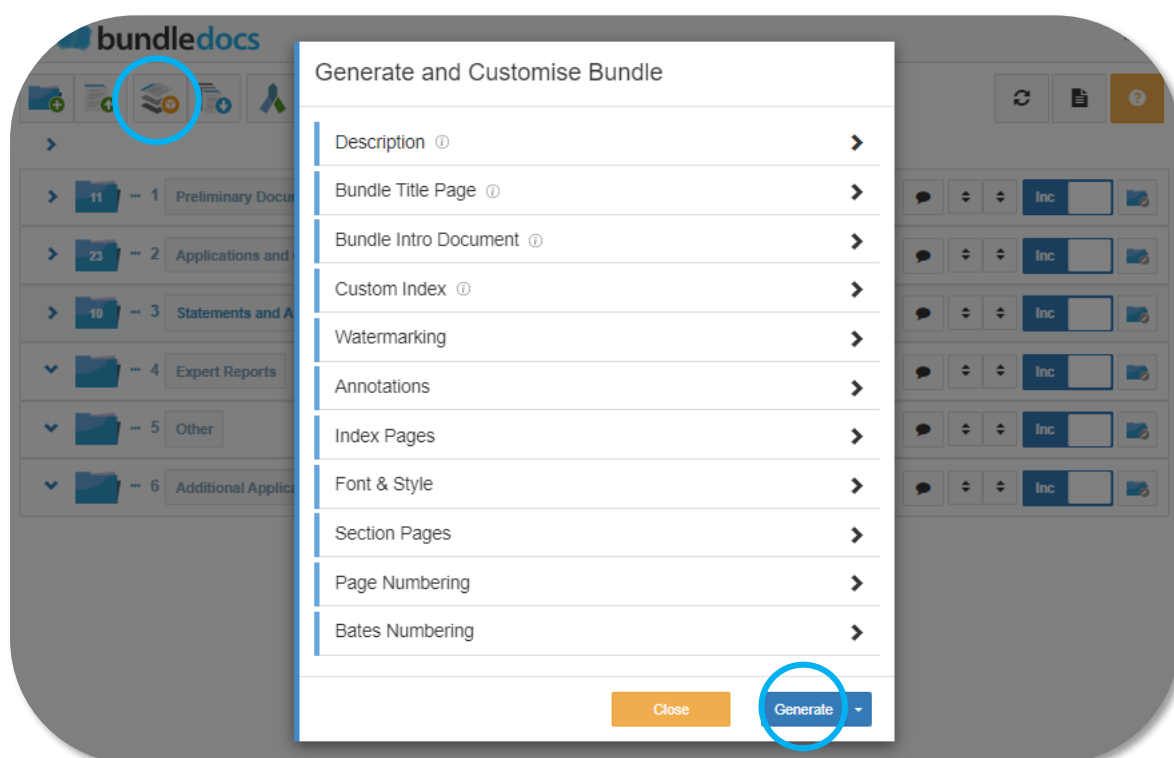 bundledocs
Generate and Customise Bundle
Description
Bundle Title Page
Bundle Intro Document
Custom Index
Watermarking
Annotations
Index Pages
Font & Style
Section Pages
Page Numbering
Bates Numbering
Close Generate
11 1 Preliminary Inc
23 2 Applications and Inc
10 3 Statements and Inc
4 Expert Reports Inc
5 Other Inc
6 Additional Inc